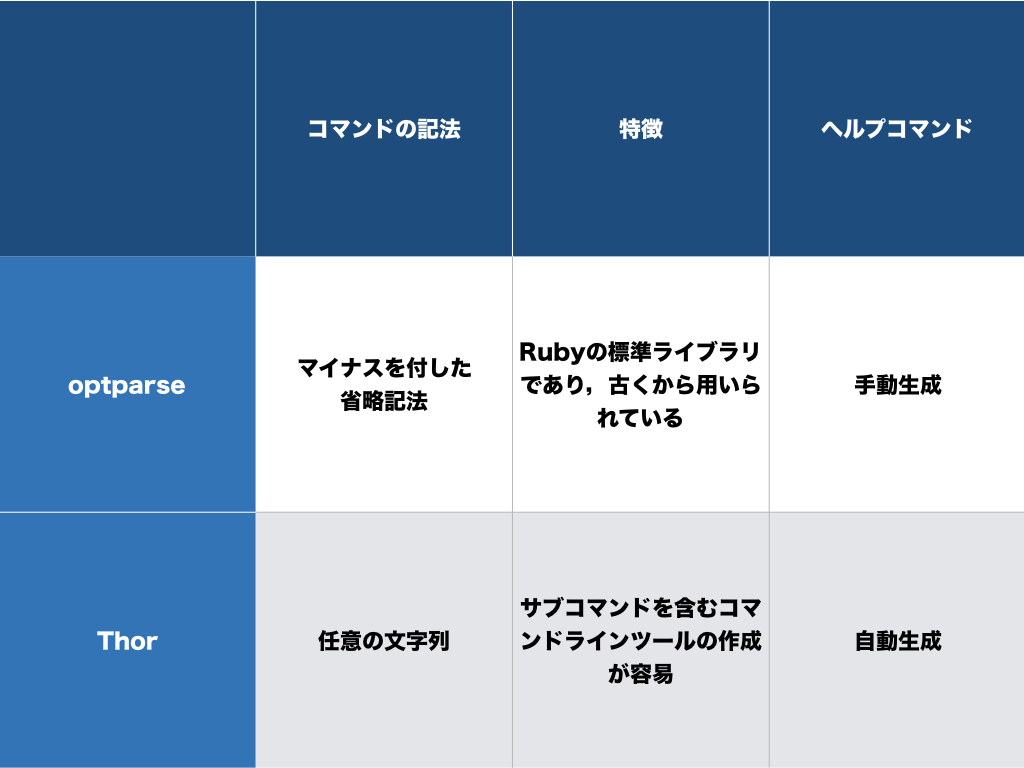 コマンドの記法
特徴
ヘルプコマンド
optparse
マイナスを付した
省略記法
Rubyの標準ライブラリ
であり，古くから用いら
れている
手動生成
Thor
任意の文字列
サブコマンドを含むコマ
ンドラインツールの作成
が容易
自動生成